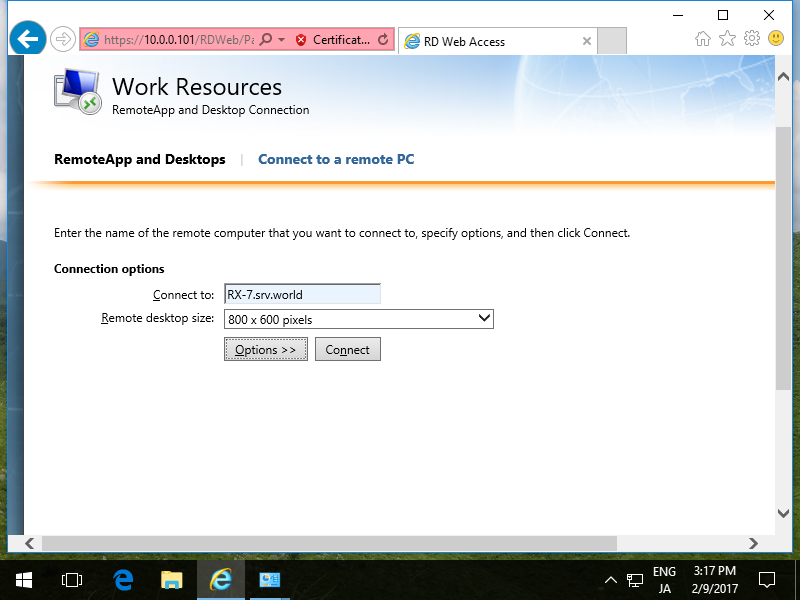 https://10.0.0.101/RDWeb/Pa
Certificat...
RD Web Access
Work Resources
RemoteApp and Desktop Connection
RemoteApp and Desktops | Connect to a remote PC
Enter the name of the remote computer that you want to connect to, specify options, and then click Connect.
Connection options
Connect to: RX-7.srv.world
Remote desktop size: 800 x 600 pixels
Options >> Connect
ENG 3:17 PM
JA 2/9/2017